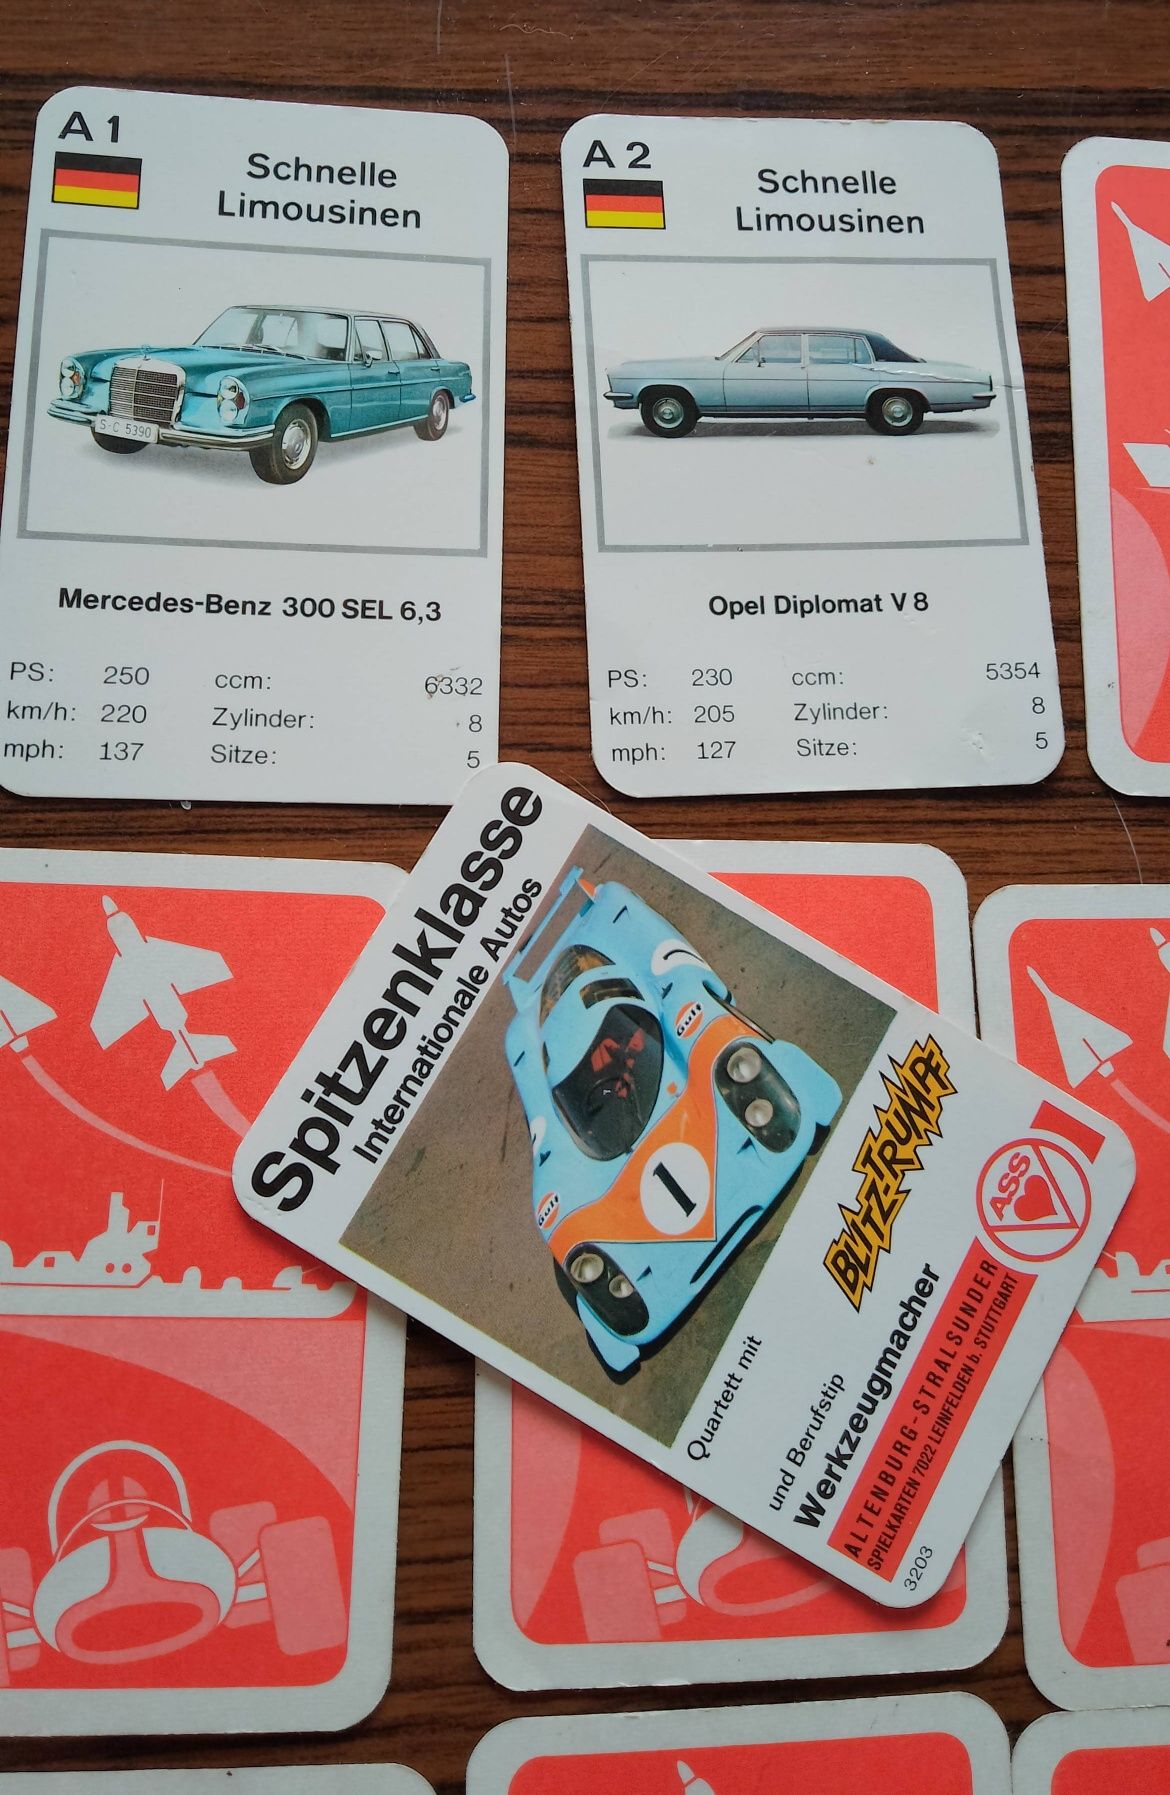 A 1
Schnelle
Limousinen
S-C 5390
Mercedes-Benz 300 SEL 6,3
PS: 250 ccm: 6332
km/h: 220 Zylinder: 8
mph: 137 Sitze: 5
A 2
Schnelle
Limousinen
Opel Diplomat V 8
PS: 230 ccm: 5354
km/h: 205 Zylinder: 8
mph: 127 Sitze: 5
Spitzenklasse
Internationale Autos
Gulf
1
Gulf
Quartett mit
BLITZ-TRUMPF
und Berufstip
Werkzeugmacher
ASS
ALTENBURG-STRALSUNDER
SPIELKARTEN 7022 LEINFELDEN b. STUTTGART
3203